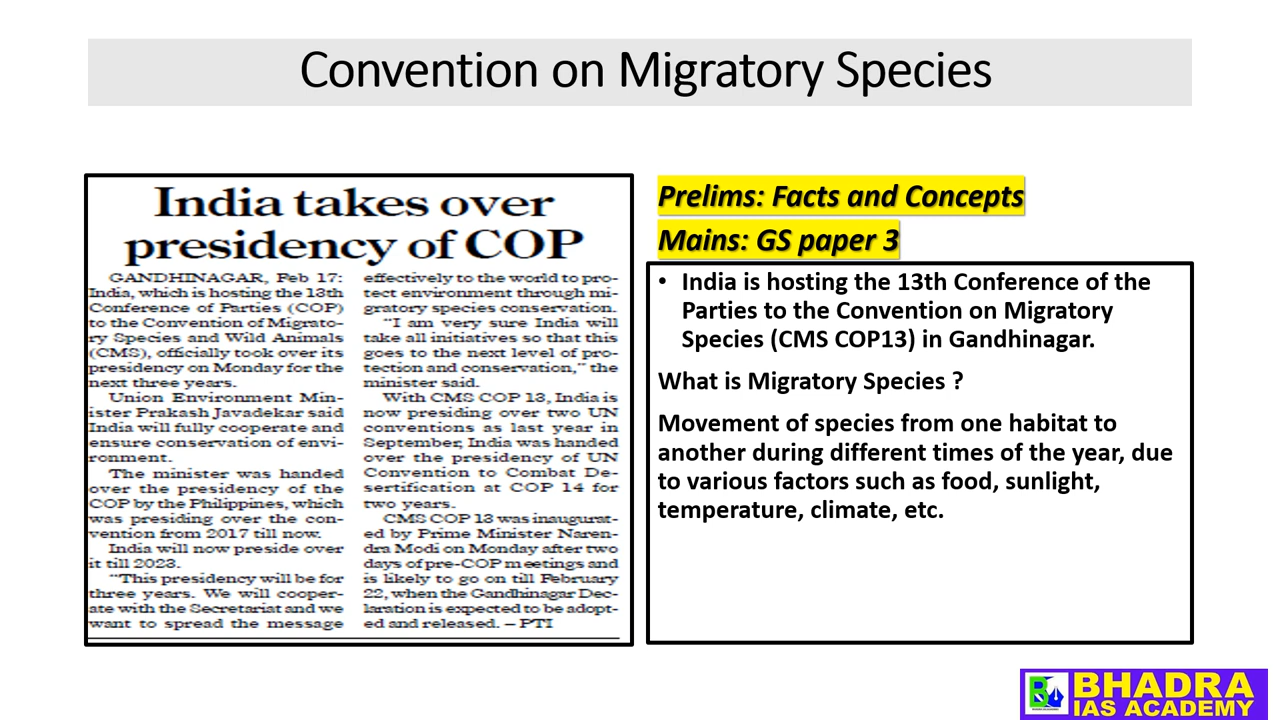 Convention on Migratory Species
India takes over
presidency of COP
GANDHINAGAR, Feb 17:
India, which is hosting the 13th
Conference of Parties (COP)
to the Convention of Migrato-
ry Species and Wild Animals
(CMS), officially took over its
presidency on Monday for the
next three years.
Union Environment Min-
ister Prakash Javadekar said
India will fully cooperate and
ensure conservation of envi-
ronment.
The minister was handed
over the presidency of the
COP by the Philippines, which
was presiding over the con-
vention from 2017 till now.
India will now preside over
it till 2023.
"This presidency will be for
three years. We will cooper-
ate with the Secretariat and we
want to spread the message
effectively to the world to pro-
tect environment through mi-
gratory species conservation.
"I am very sure India will
take all initiatives so that this
goes to the next level of pro-
tection and conservation," the
minister said.
With CMS COP 13, India is
now presiding over two UN
conventions as last year in
September, India was handed
over the presidency of UN
Convention to Combat De-
sertification at COP 14 for
two years.
CMS COP 13 was inaugurat-
ed by Prime Minister Naren-
dra Modi on Monday after two
days of pre-COP meetings and
is likely to go on till February
22, when the Gandhinagar Dec-
laration is expected to be adopt-
ed and released. – PTI
Prelims: Facts and Concepts
Mains: GS paper 3
• India is hosting the 13th Conference of the
Parties to the Convention on Migratory
Species (CMS COP13) in Gandhinagar.
What is Migratory Species ?
Movement of species from one habitat to
another during different times of the year, due
to various factors such as food, sunlight,
temperature, climate, etc.
BHADRA
IAS ACADEMY